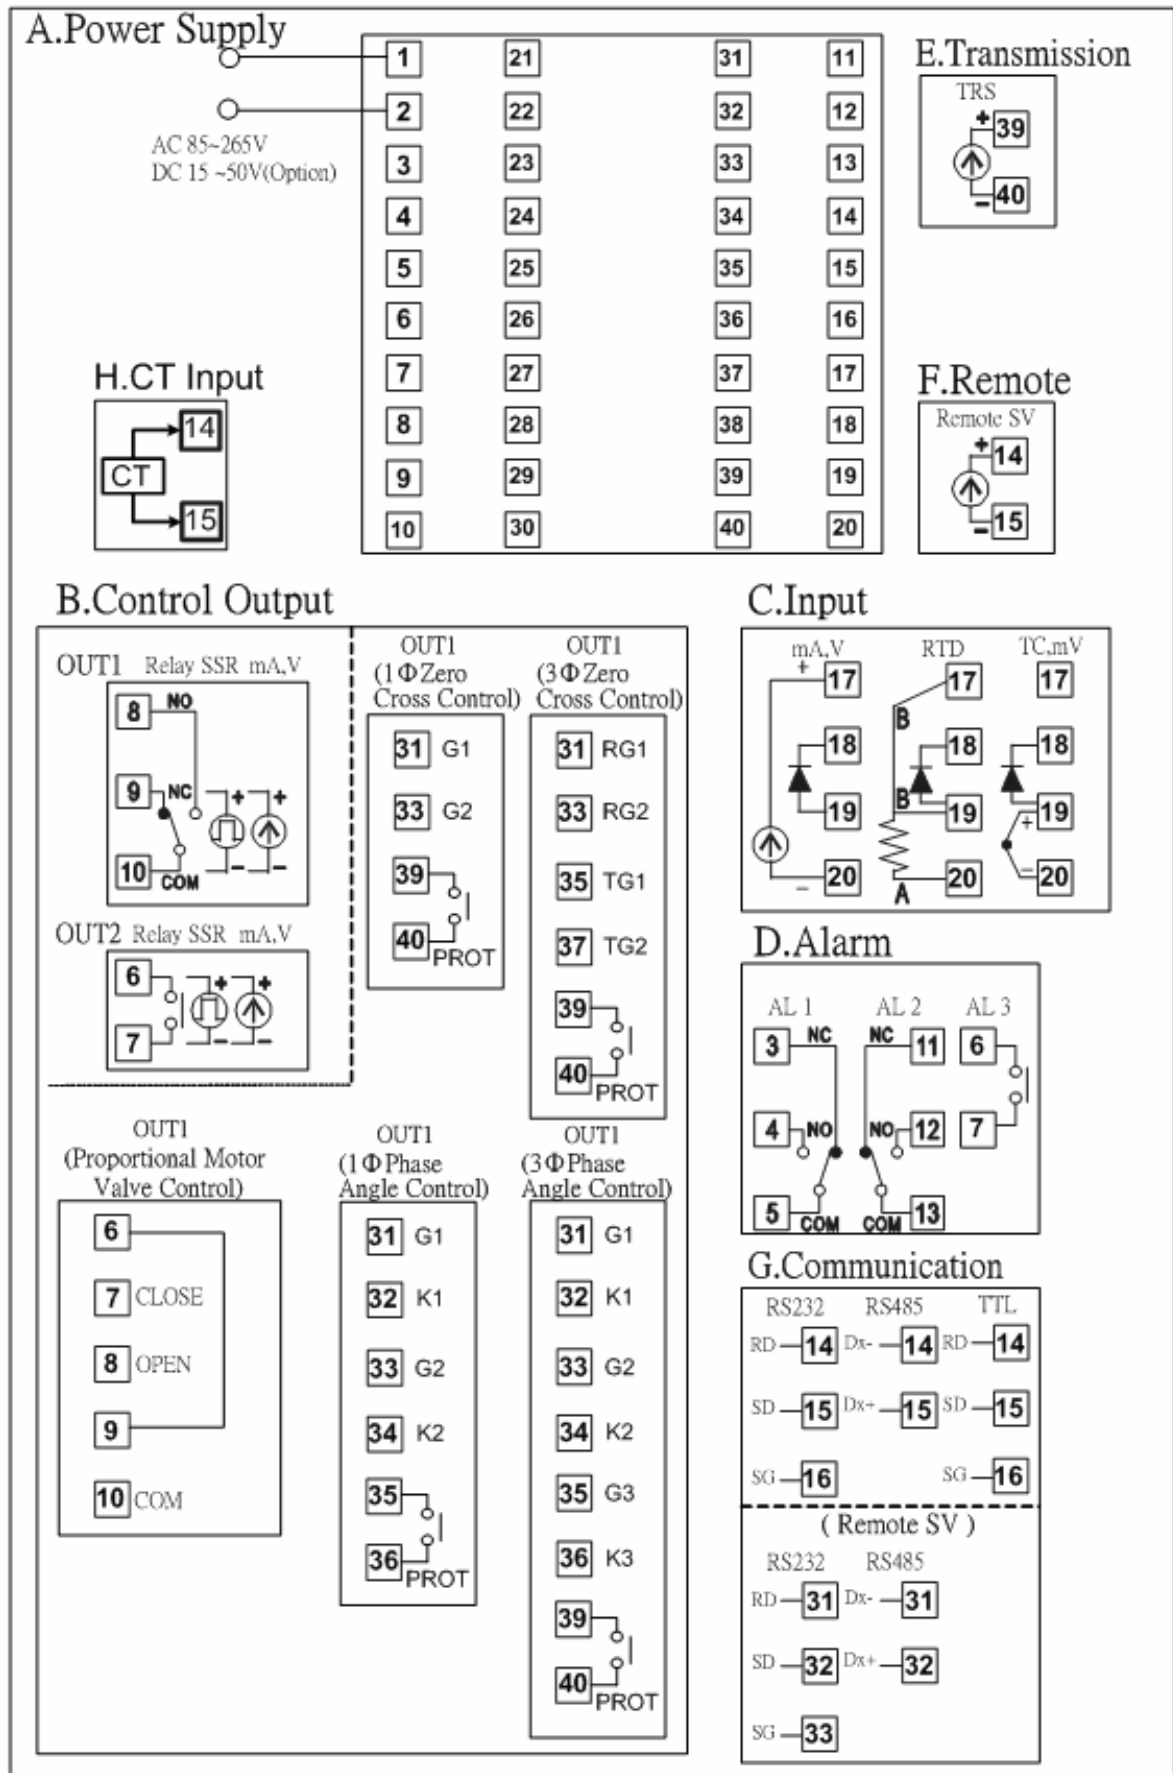 A.Power Supply
AC 85~265V
DC 15 ~50V(Option)
1 21 31 11
2 22 32 12
3 23 33 13
4 24 34 14
5 25 35 15
6 26 36 16
7 27 37 17
8 28 38 18
9 29 39 19
10 30 40 20
E.Transmission
TRS
+ 39
- 40
H.CT Input
CT
14
15
F.Remote
Remote SV
+ 14
- 15
B.Control Output
OUT1 Relay SSR mA,V
8 NO
9 NC + +
10 COM - -
OUT2 Relay SSR mA,V
6 + +
7 - -
OUT1
(1ΦZero
Cross Control)
31 G1
33 G2
39
40 PROT
OUT1
(3ΦZero
Cross Control)
31 RG1
33 RG2
35 TG1
37 TG2
39
40 PROT
OUT1
(Proportional Motor
Valve Control)
6
7 CLOSE
8 OPEN
9
10 COM
OUT1
(1ΦPhase
Angle Control)
31 G1
32 K1
33 G2
34 K2
35
36 PROT
OUT1
(3ΦPhase
Angle Control)
31 G1
32 K1
33 G2
34 K2
35 G3
36 K3
39
40 PROT
C.Input
mA,V RTD TC,mV
+ 17 17 17
B
18 18 18
B
19 19 + 19
- 20 A 20 - 20
D.Alarm
AL 1 AL 2 AL 3
3 NC NC 11 6
4 NO NO 12 7
5 COM COM 13
G.Communication
RS232 RS485 TTL
RD 14 Dx- 14 RD 14
SD 15 Dx+ 15 SD 15
SG 16 SG 16
( Remote SV )
RS232 RS485
RD 31 Dx- 31
SD 32 Dx+ 32
SG 33